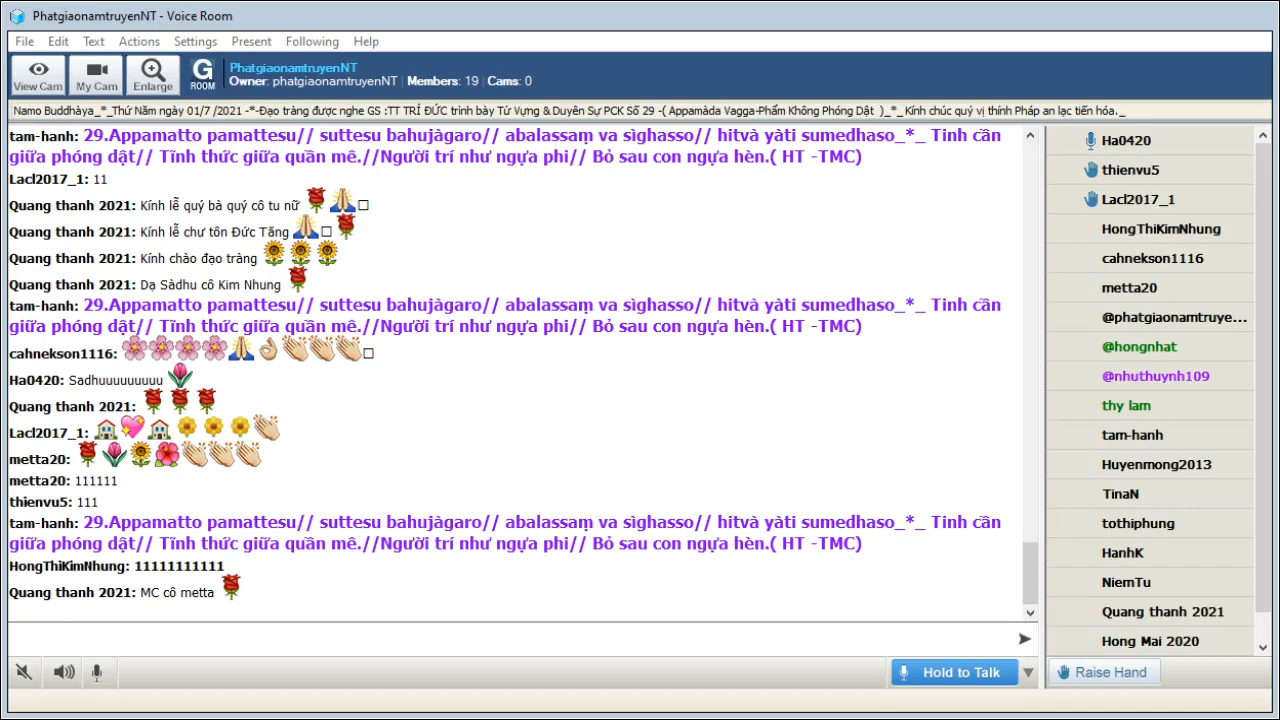 PhatgiaonamtruyenNT - Voice Room
File Edit Text Actions Settings Present Following Help
View Cam My Cam Enlarge G ROOM
PhatgiaonamtruyenNT
Owner: phatgiaonamtruyenNT Members: 19 Cams: 0
Namo Buddhàya_*_Thứ Năm ngày 01/7 /2021 -*-Đạo tràng được nghe GS :TT TRÍ ĐỨC trình bày Từ Vựng & Duyên Sự PCK Số 29 -( Appamàda Vagga-Phẩm Không Phóng Dật )_*_Kính chúc quý vị thính Pháp an lạc tiến hóa._
tam-hanh: 29.Appamatto pamattesu// suttesu bahujàgaro// abalassaṃ va sìghasso// hitvà yàti sumedhaso_*_ Tinh cần
giữa phóng dật// Tĩnh thức giữa quần mê.//Người trí như ngựa phi// Bỏ sau con ngựa hèn.( HT -TMC)
Lacl2017_1: 11
Quang thanh 2021: Kính lễ quý bà quý cô tu nữ 🌹🙏□
Quang thanh 2021: Kính lễ chư tôn Đức Tăng 🙏□🌹
Quang thanh 2021: Kính chào đạo tràng 🌻🌻🌻
Quang thanh 2021: Dạ Sàdhu cô Kim Nhung 🌹
tam-hanh: 29.Appamatto pamattesu// suttesu bahujàgaro// abalassaṃ va sìghasso// hitvà yàti sumedhaso_*_ Tinh cần
giữa phóng dật// Tĩnh thức giữa quần mê.//Người trí như ngựa phi// Bỏ sau con ngựa hèn.( HT -TMC)
cahnekson1116: 🌸🌸🌸🌸🙏👌👏👏👏□
Ha0420: Sadhuuuuuuuuu 🌷
Quang thanh 2021: 🌹🌹🌹
Lacl2017_1: 🏠💖🏠🌼🌼🌼👏
metta20: 🌹🌷🌻🌺👏👏👏
metta20: 111111
thienvu5: 111
tam-hanh: 29.Appamatto pamattesu// suttesu bahujàgaro// abalassaṃ va sìghasso// hitvà yàti sumedhaso_*_ Tinh cần
giữa phóng dật// Tĩnh thức giữa quần mê.//Người trí như ngựa phi// Bỏ sau con ngựa hèn.( HT -TMC)
HongThiKimNhung: 11111111111
Quang thanh 2021: MC cô metta 🌹
Hold to Talk
Ha0420
thienvu5
Lacl2017_1
HongThiKimNhung
cahnekson1116
metta20
@phatgiaonamtruye...
@hongnhat
@nhuthuynh109
thy lam
tam-hanh
Huyenmong2013
TinaN
tothiphung
HanhK
NiemTu
Quang thanh 2021
Hong Mai 2020
Raise Hand